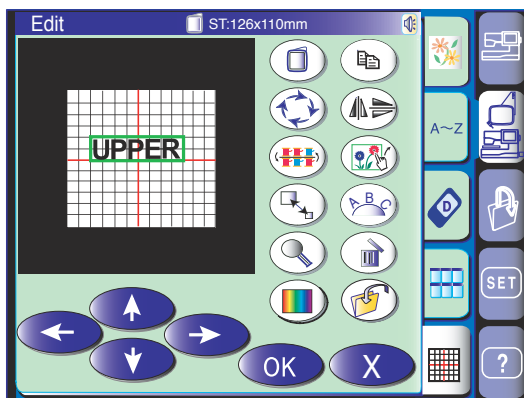 Edit
ST:126x110mm
UPPER
A~Z
D
A B C
SET
OK
X
?